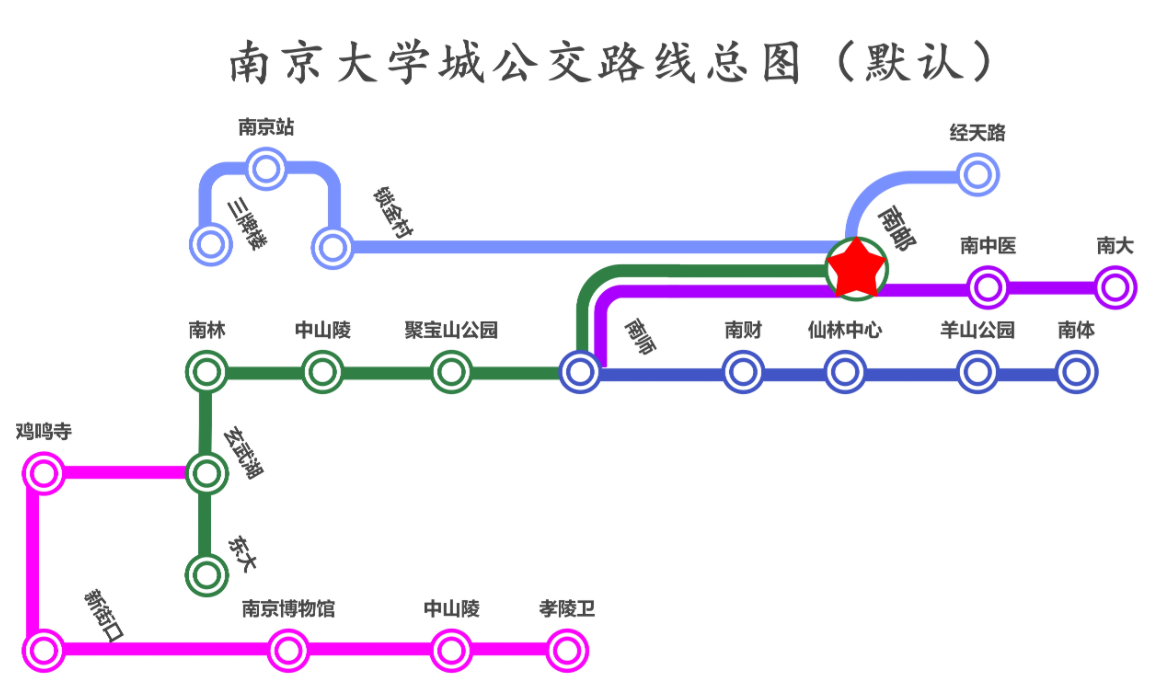 南京大学城公交路线总图（默认）
南京站
经天路
三牌楼
锁金村
南邮
南中医
南大
南林
中山陵
聚宝山公园
南师
南财
仙林中心
羊山公园
南体
鸡鸣寺
玄武湖
东大
新街口
南京博物馆
中山陵
孝陵卫